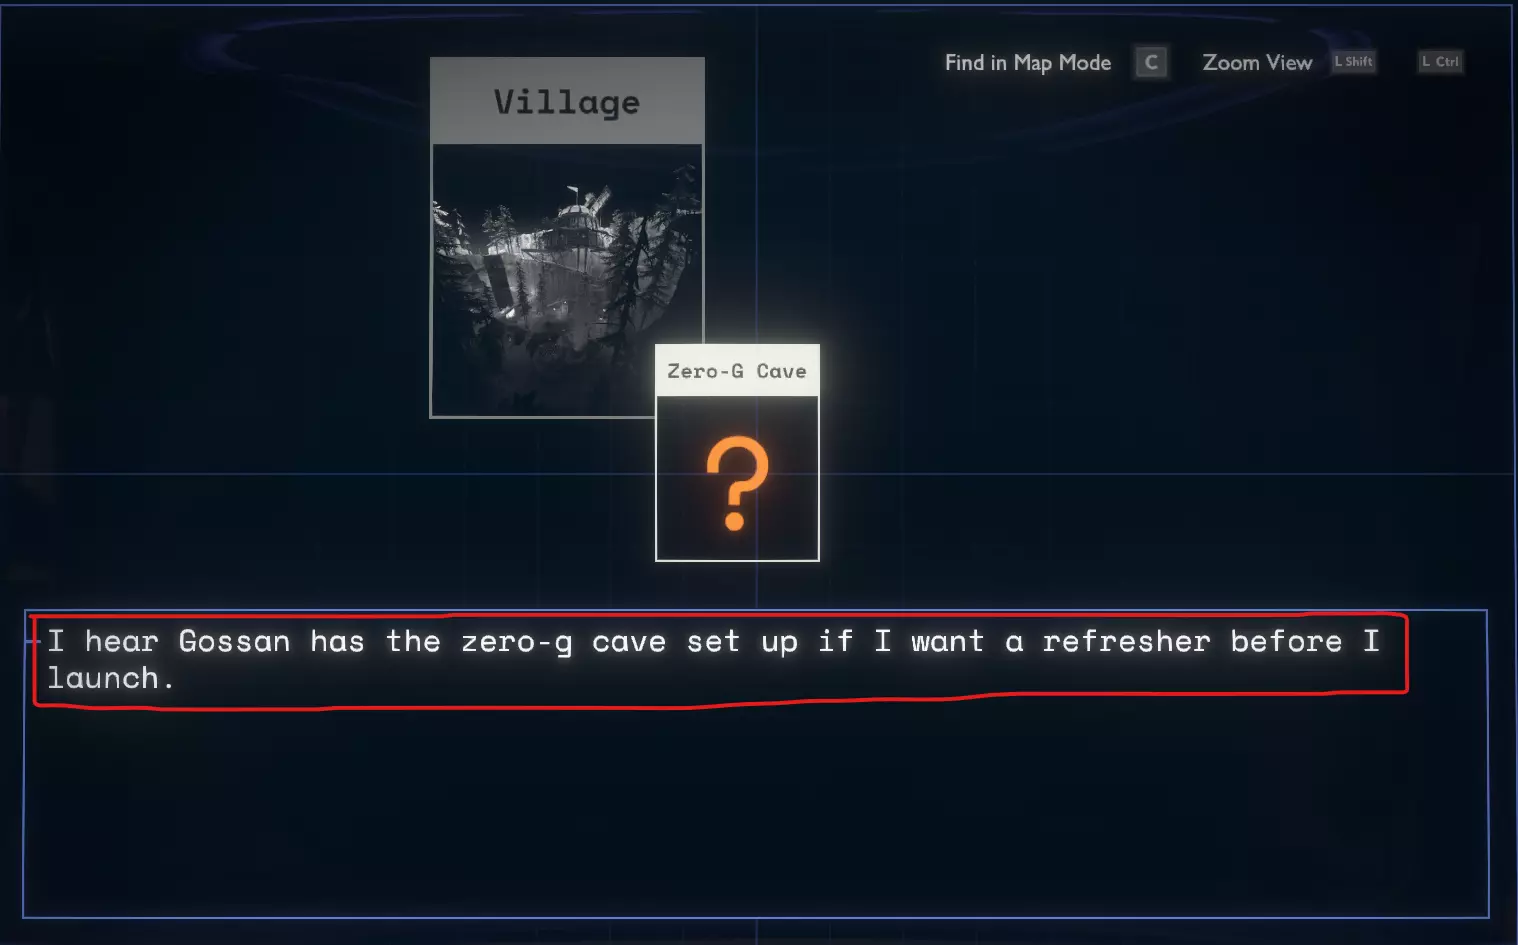 Find in Map Mode C Zoom View L Shift L Ctrl
Village
Zero-G Cave
?
I hear Gossan has the zero-g cave set up if I want a refresher before I
launch.